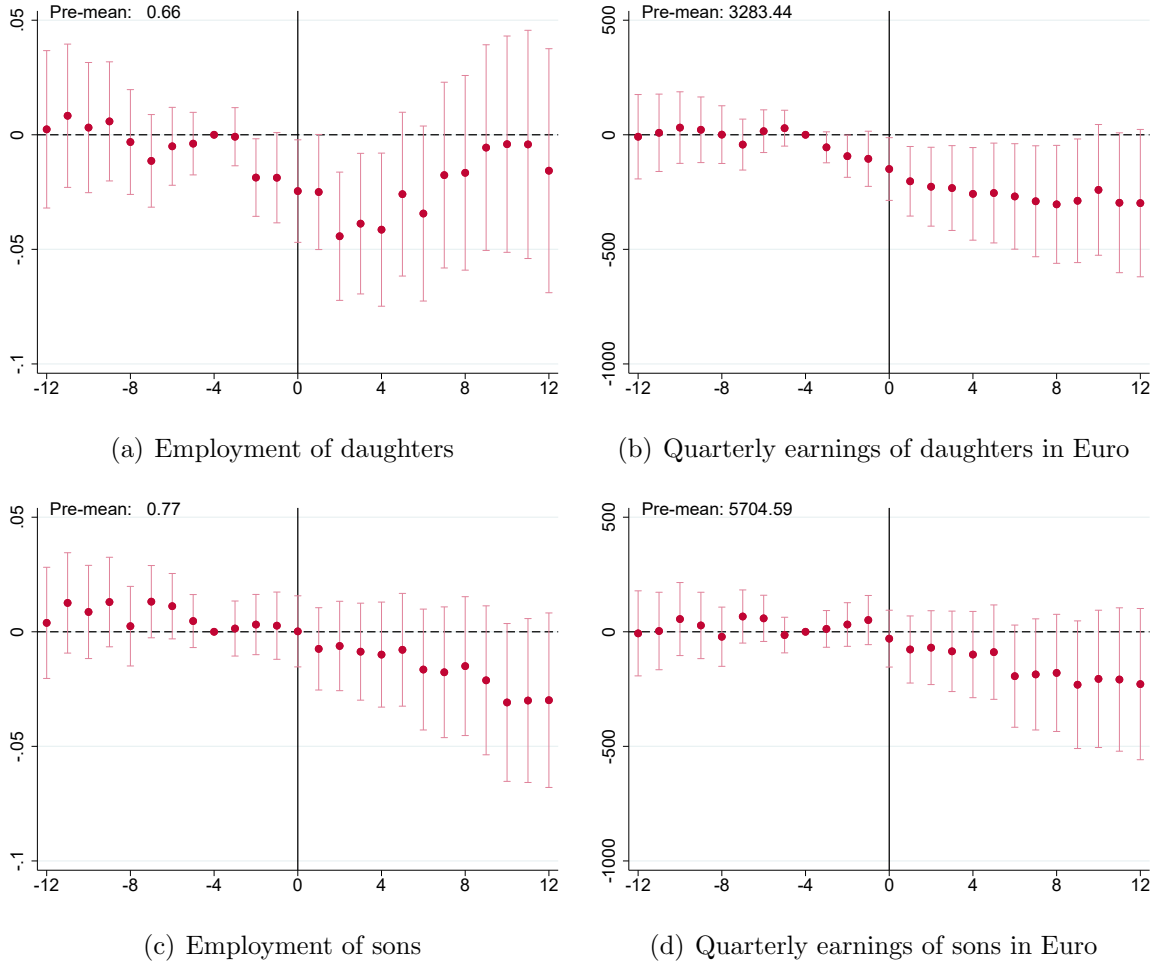 Pre-mean: 0.66
.05
0
-.05
-.1
-12 -8 -4 0 4 8 12
(a) Employment of daughters
Pre-mean: 3283.44
500
0
-500
-1000
-12 -8 -4 0 4 8 12
(b) Quarterly earnings of daughters in Euro
Pre-mean: 0.77
.05
0
-.05
-.1
-12 -8 -4 0 4 8 12
(c) Employment of sons
Pre-mean: 5704.59
500
0
-500
-1000
-12 -8 -4 0 4 8 12
(d) Quarterly earnings of sons in Euro